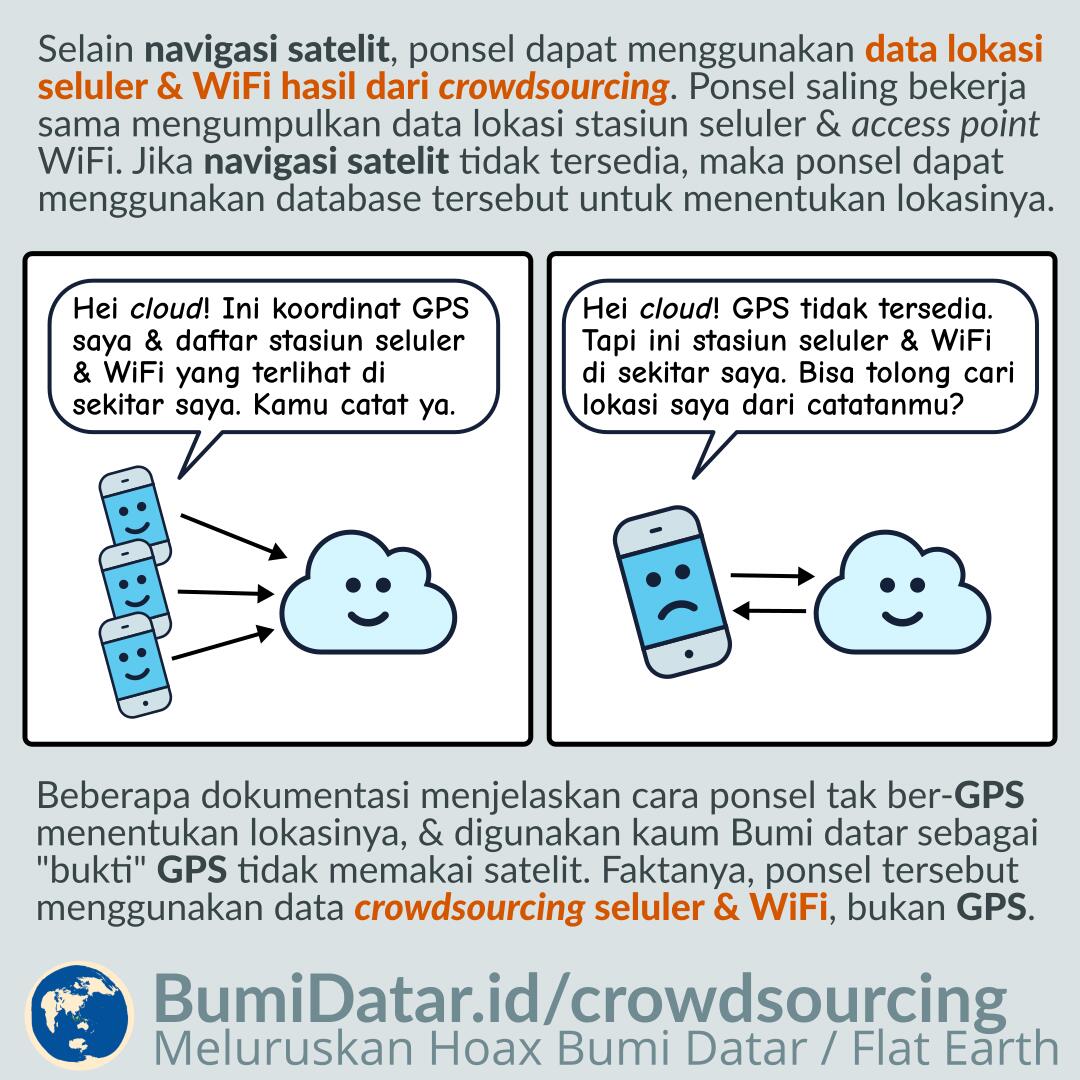 Selain navigasi satelit, ponsel dapat menggunakan data lokasi
seluler & WiFi hasil dari crowdsourcing. Ponsel saling bekerja
sama mengumpulkan data lokasi stasiun seluler & access point
WiFi. Jika navigasi satelit tidak tersedia, maka ponsel dapat
menggunakan database tersebut untuk menentukan lokasinya.
Hei cloud! Ini koordinat GPS
saya & daftar stasiun seluler
& WiFi yang terlihat di
sekitar saya. Kamu catat ya.
Hei cloud! GPS tidak tersedia.
Tapi ini stasiun seluler & WiFi
di sekitar saya. Bisa tolong cari
lokasi saya dari catatanmu?
Beberapa dokumentasi menjelaskan cara ponsel tak ber-GPS
menentukan lokasinya, & digunakan kaum Bumi datar sebagai
"bukti" GPS tidak memakai satelit. Faktanya, ponsel tersebut
menggunakan data crowdsourcing seluler & WiFi, bukan GPS.
BumiDatar.id/crowdsourcing
Meluruskan Hoax Bumi Datar / Flat Earth